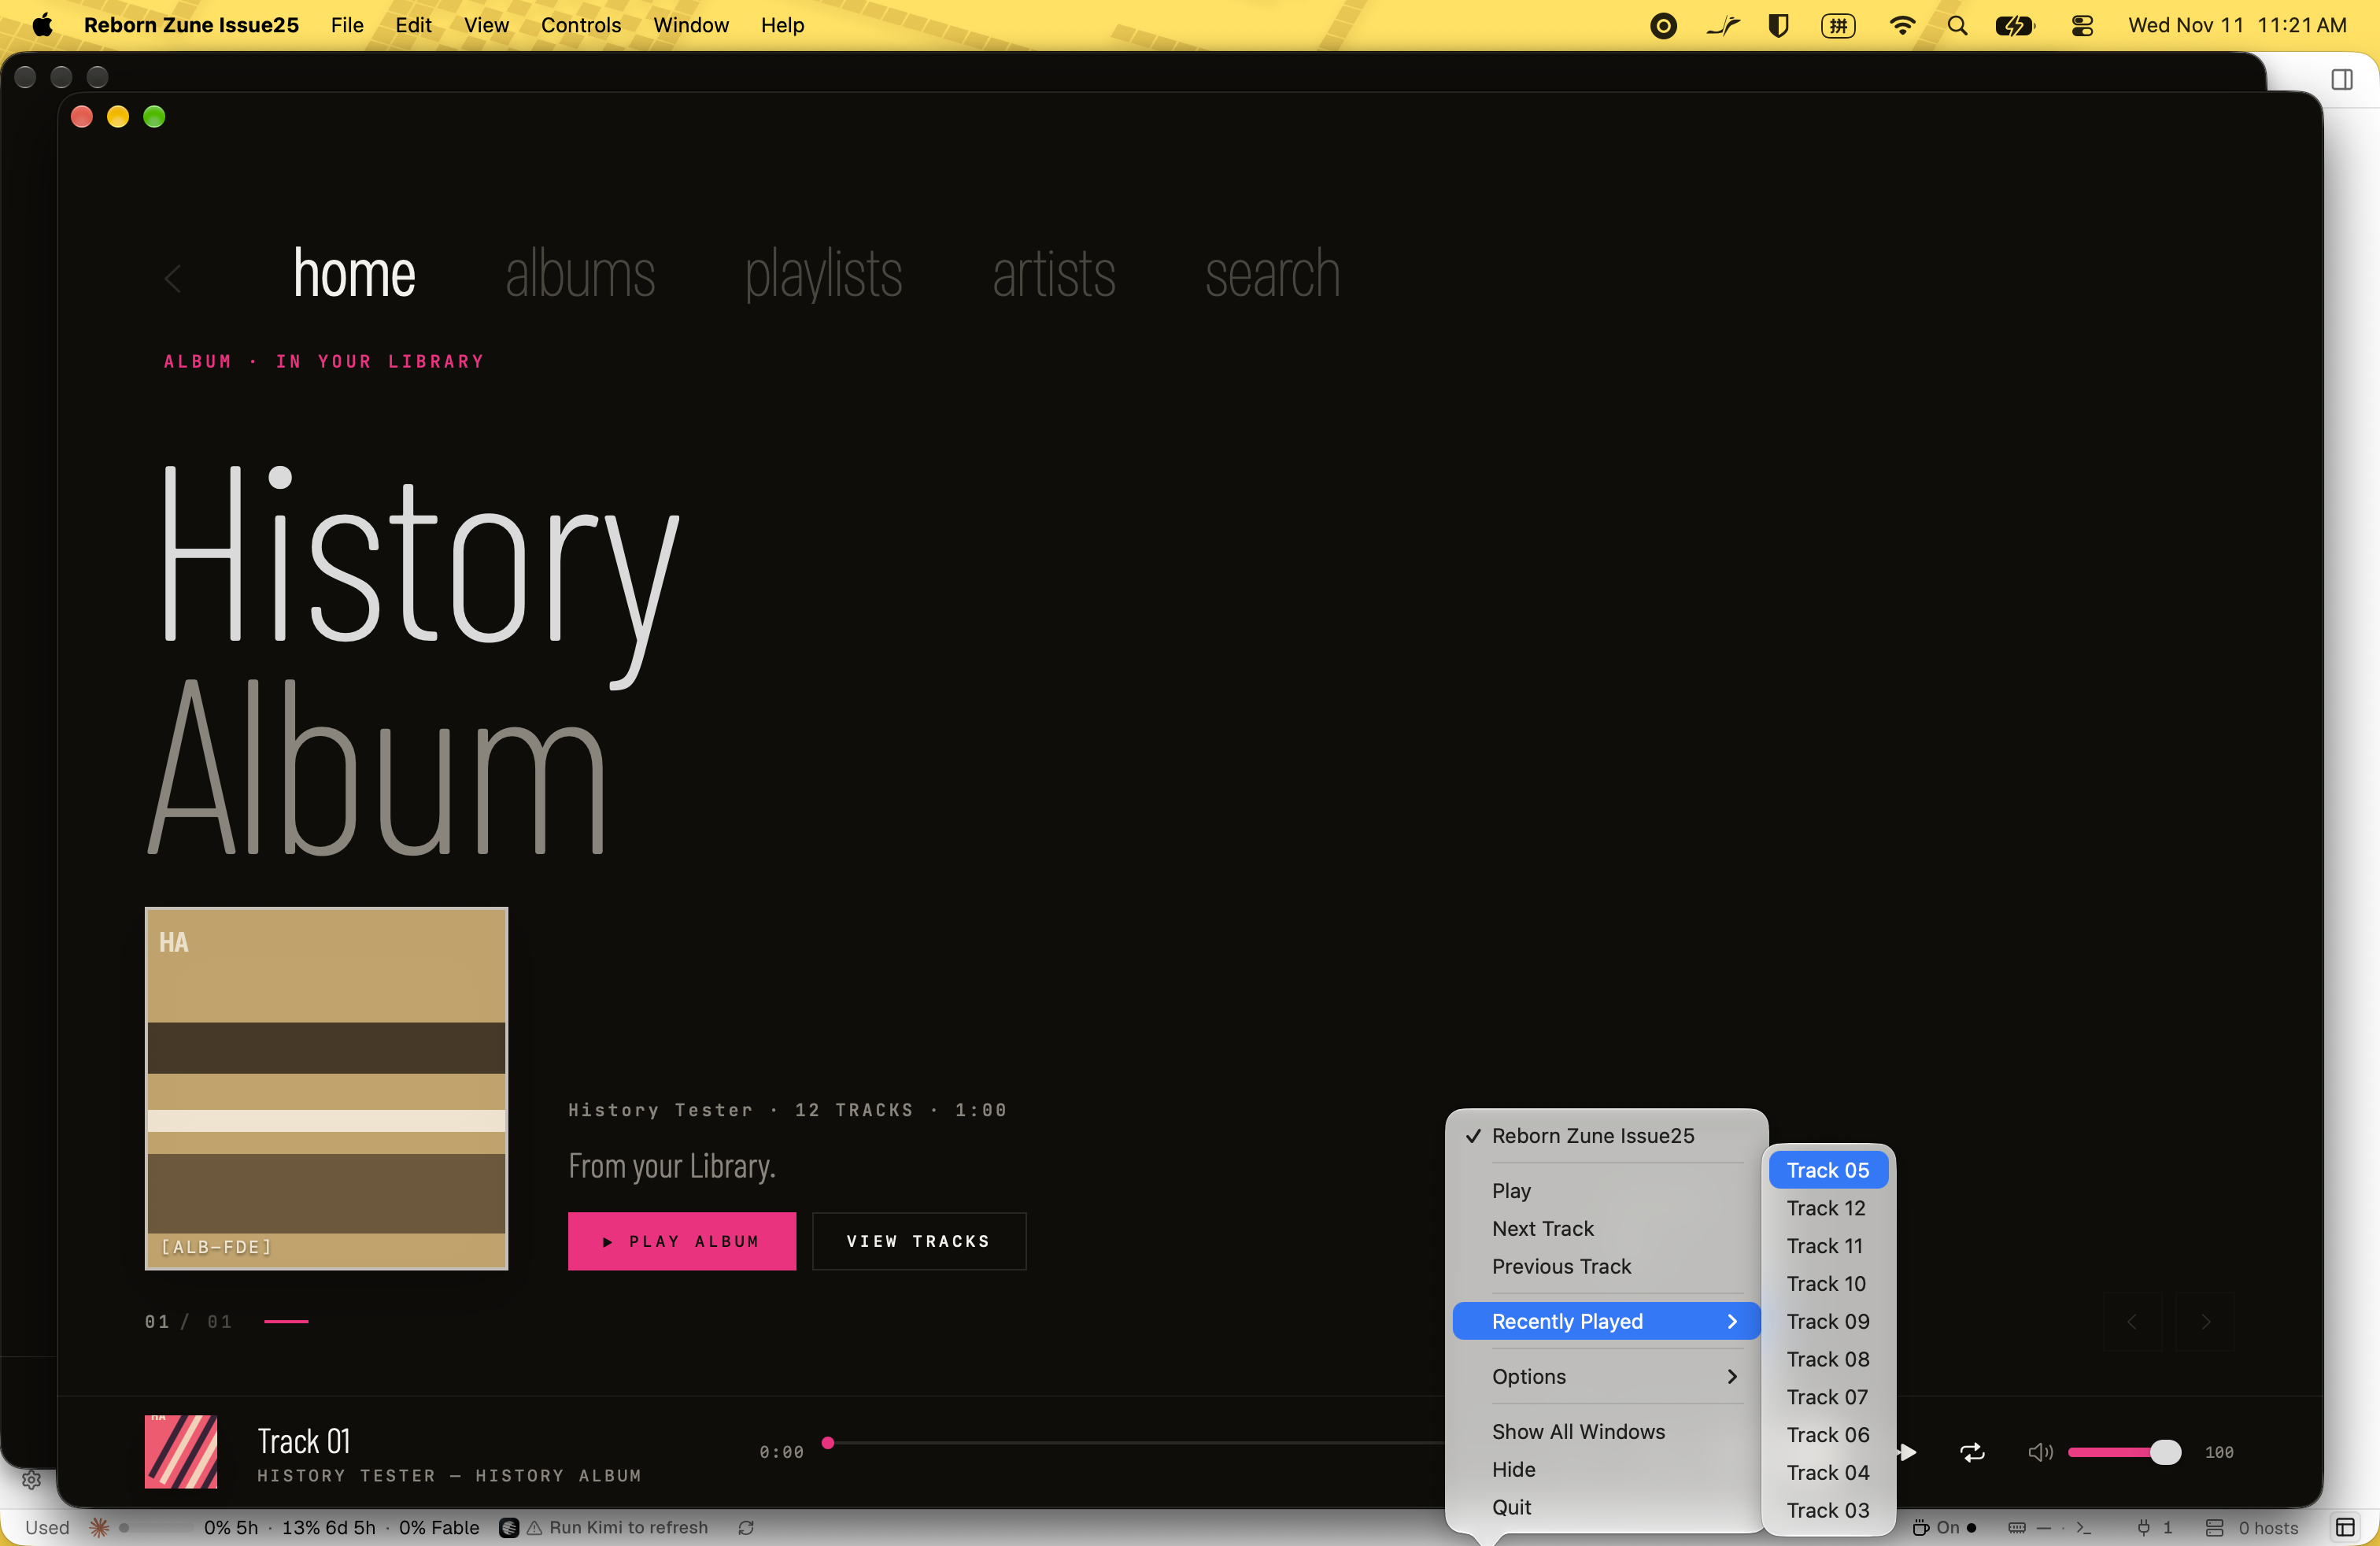 Reborn Zune Issue25 File Edit View Controls Window Help
拼 Wed Nov 11 11:21 AM
home albums playlists artists search
ALBUM · IN YOUR LIBRARY
History
Album
HA
[ALB—FDE]
History Tester · 12 TRACKS · 1:00
From your Library.
▶ PLAY ALBUM VIEW TRACKS
01 / 01
HA
Track 01
HISTORY TESTER — HISTORY ALBUM
0:00
100
✓ Reborn Zune Issue25
Play
Next Track
Previous Track
Recently Played
Options
Show All Windows
Hide
Quit
Track 05
Track 12
Track 11
Track 10
Track 09
Track 08
Track 07
Track 06
Track 04
Track 03
Used 0% 5h · 13% 6d 5h · 0% Fable Run Kimi to refresh
On — · 1 0 hosts